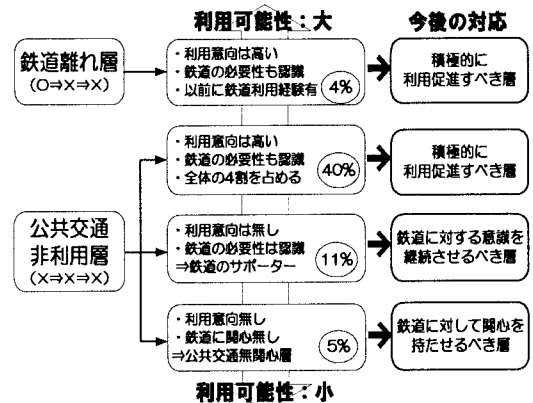 利用可能性：大
今後の対応
鉄道離れ層
(O⇒X⇒X)
・利用意向は高い
・鉄道の必要性も認識
・以前に鉄道利用経験有
4%
積極的に
利用促進すべき層
・利用意向は高い
・鉄道の必要性も認識
・全体の4割を占める
40%
積極的に
利用促進すべき層
公共交通
非利用層
(X⇒X⇒X)
・利用意向は無し
・鉄道の必要性は認識
⇒鉄道のサポーター
11%
鉄道に対する意識を
継続させるべき層
・利用意向無し
・鉄道に関心無し
⇒公共交通無関心層
5%
鉄道に対して関心を
持たせるべき層
利用可能性：小